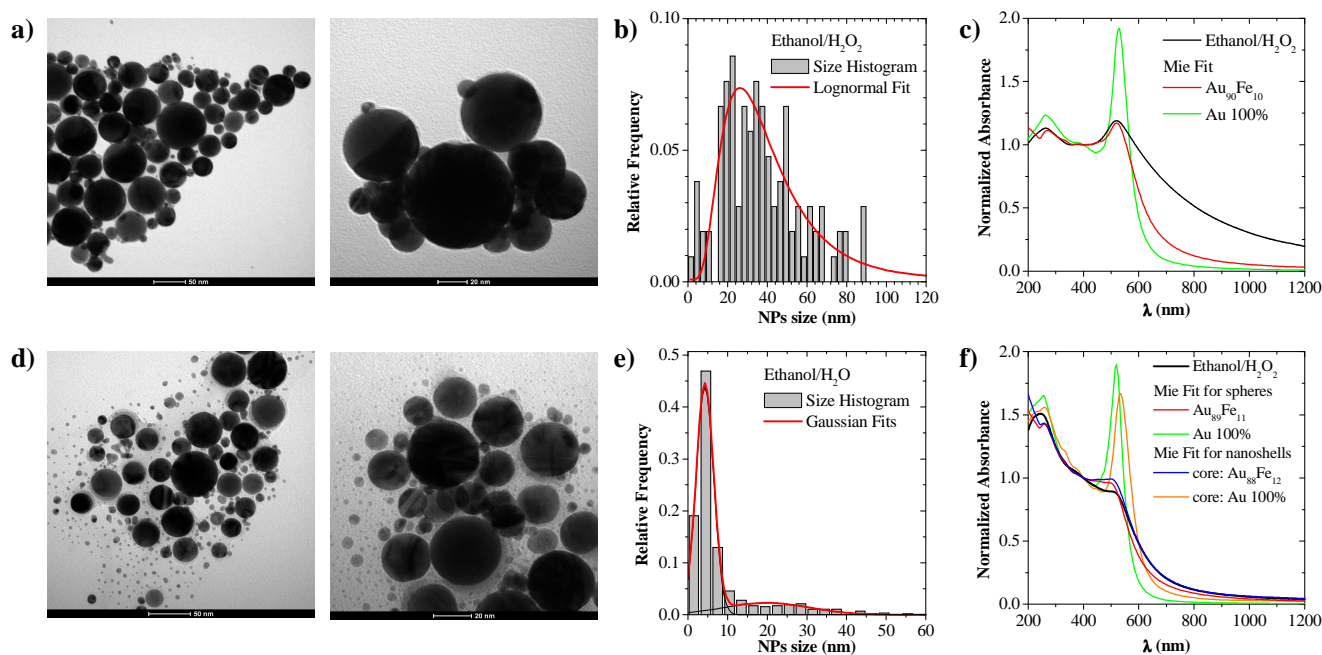 a)
50 nm
20 nm
b)
Ethanol/H₂O₂
Size Histogram
Lognormal Fit
Relative Frequency
0.10
0.05
0.00
0 20 40 60 80 100 120
NPs size (nm)
c)
Ethanol/H₂O₂
Mie Fit
Au₉₀Fe₁₀
Au 100%
Normalized Absorbance
2.0
1.5
1.0
0.5
0.0
200 400 600 800 1000 1200
λ (nm)
d)
50 nm
20 nm
e)
Ethanol/H₂O
Size Histogram
Gaussian Fits
Relative Frequency
0.5
0.4
0.3
0.2
0.1
0.0
0 10 20 30 40 50 60
NPs size (nm)
f)
Ethanol/H₂O₂
Mie Fit for spheres
Au₈₉Fe₁₁
Au 100%
Mie Fit for nanoshells
core: Au₈₈Fe₁₂
core: Au 100%
Normalized Absorbance
2.0
1.5
1.0
0.5
0.0
200 400 600 800 1000 1200
λ (nm)